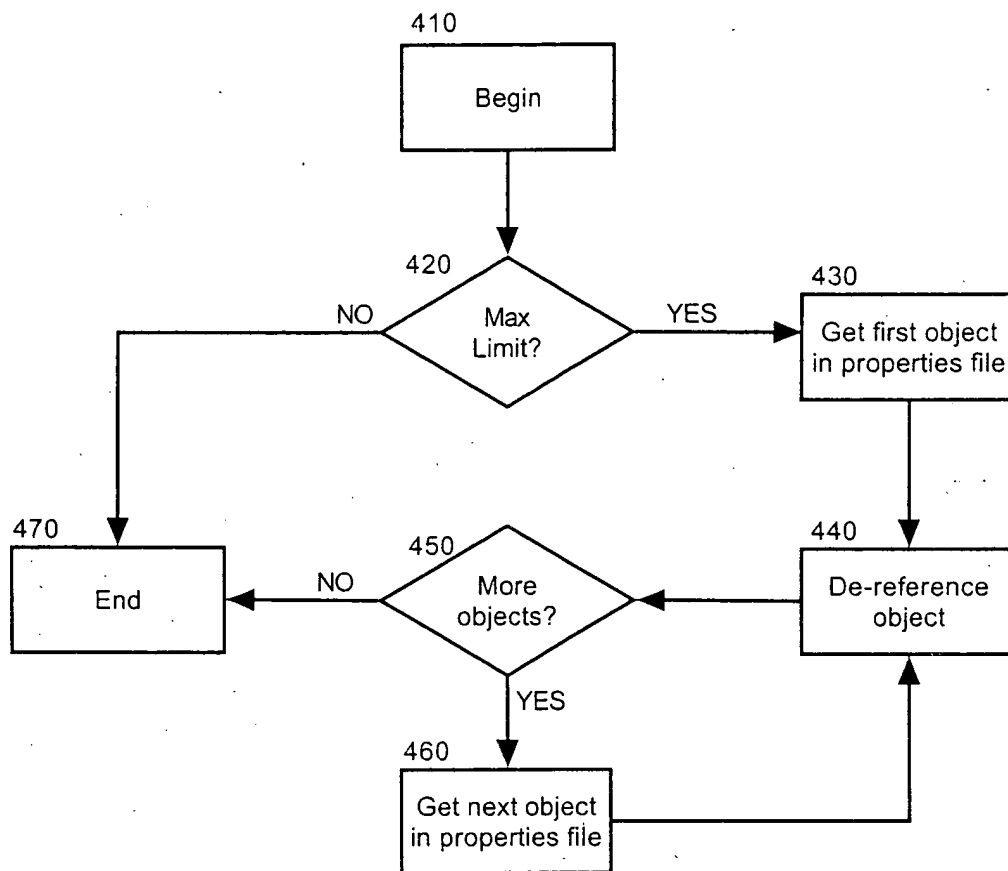 410
Begin
420
NO
Max
Limit?
YES
430
Get first object
in properties file
470
End
NO
450
More
objects?
440
De-reference
object
YES
460
Get next object
in properties file